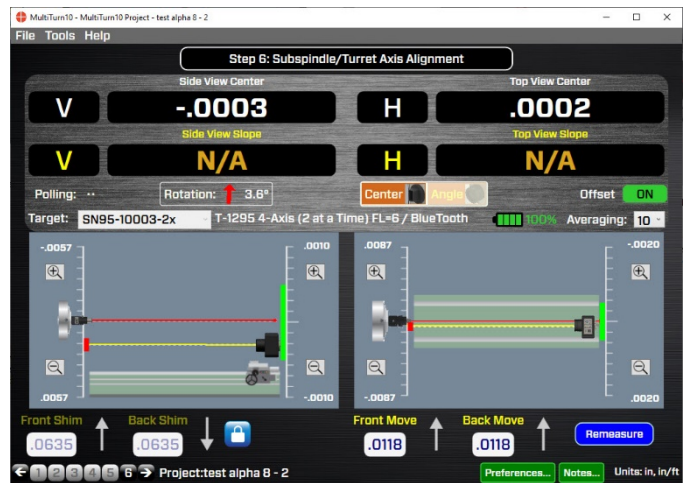 MultiTurn10 - MultiTurn10 Project - test alpha 8 - 2
File Tools Help
Step 6: Subspindle/Turret Axis Alignment
Side View Center Top View Center
V -.0003 H .0002
Side View Slope Top View Slope
V N/A H N/A
Polling: -- Rotation: 3.6° Center Angle Offset ON
Target: SN95-10003-2x T-1295 4-Axis (2 at a Time) FL=6 / BlueTooth 100% Averaging: 10
-.0057 .0010 .0087 -.0020
.0057 -.0010 -.0087 .0020
Front Shim Back Shim Front Move Back Move
.0635 .0635 .0118 .0118 Remeasure
1 2 3 4 5 6 Project:test alpha 8 - 2 Preferences... Notes... Units: in, in/ft